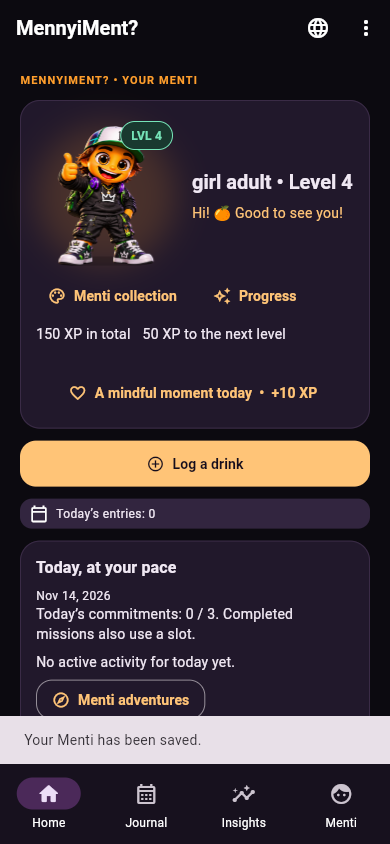 MennyiMent?
MENNYIMENT? • YOUR MENTI
LVL 4
girl adult • Level 4
Hi! 🍊 Good to see you!
Menti collection
Progress
150 XP in total 50 XP to the next level
A mindful moment today • +10 XP
Log a drink
Today's entries: 0
Today, at your pace
Nov 14, 2026
Today's commitments: 0 / 3. Completed
missions also use a slot.
No active activity for today yet.
Menti adventures
Your Menti has been saved.
Home
Journal
Insights
Menti